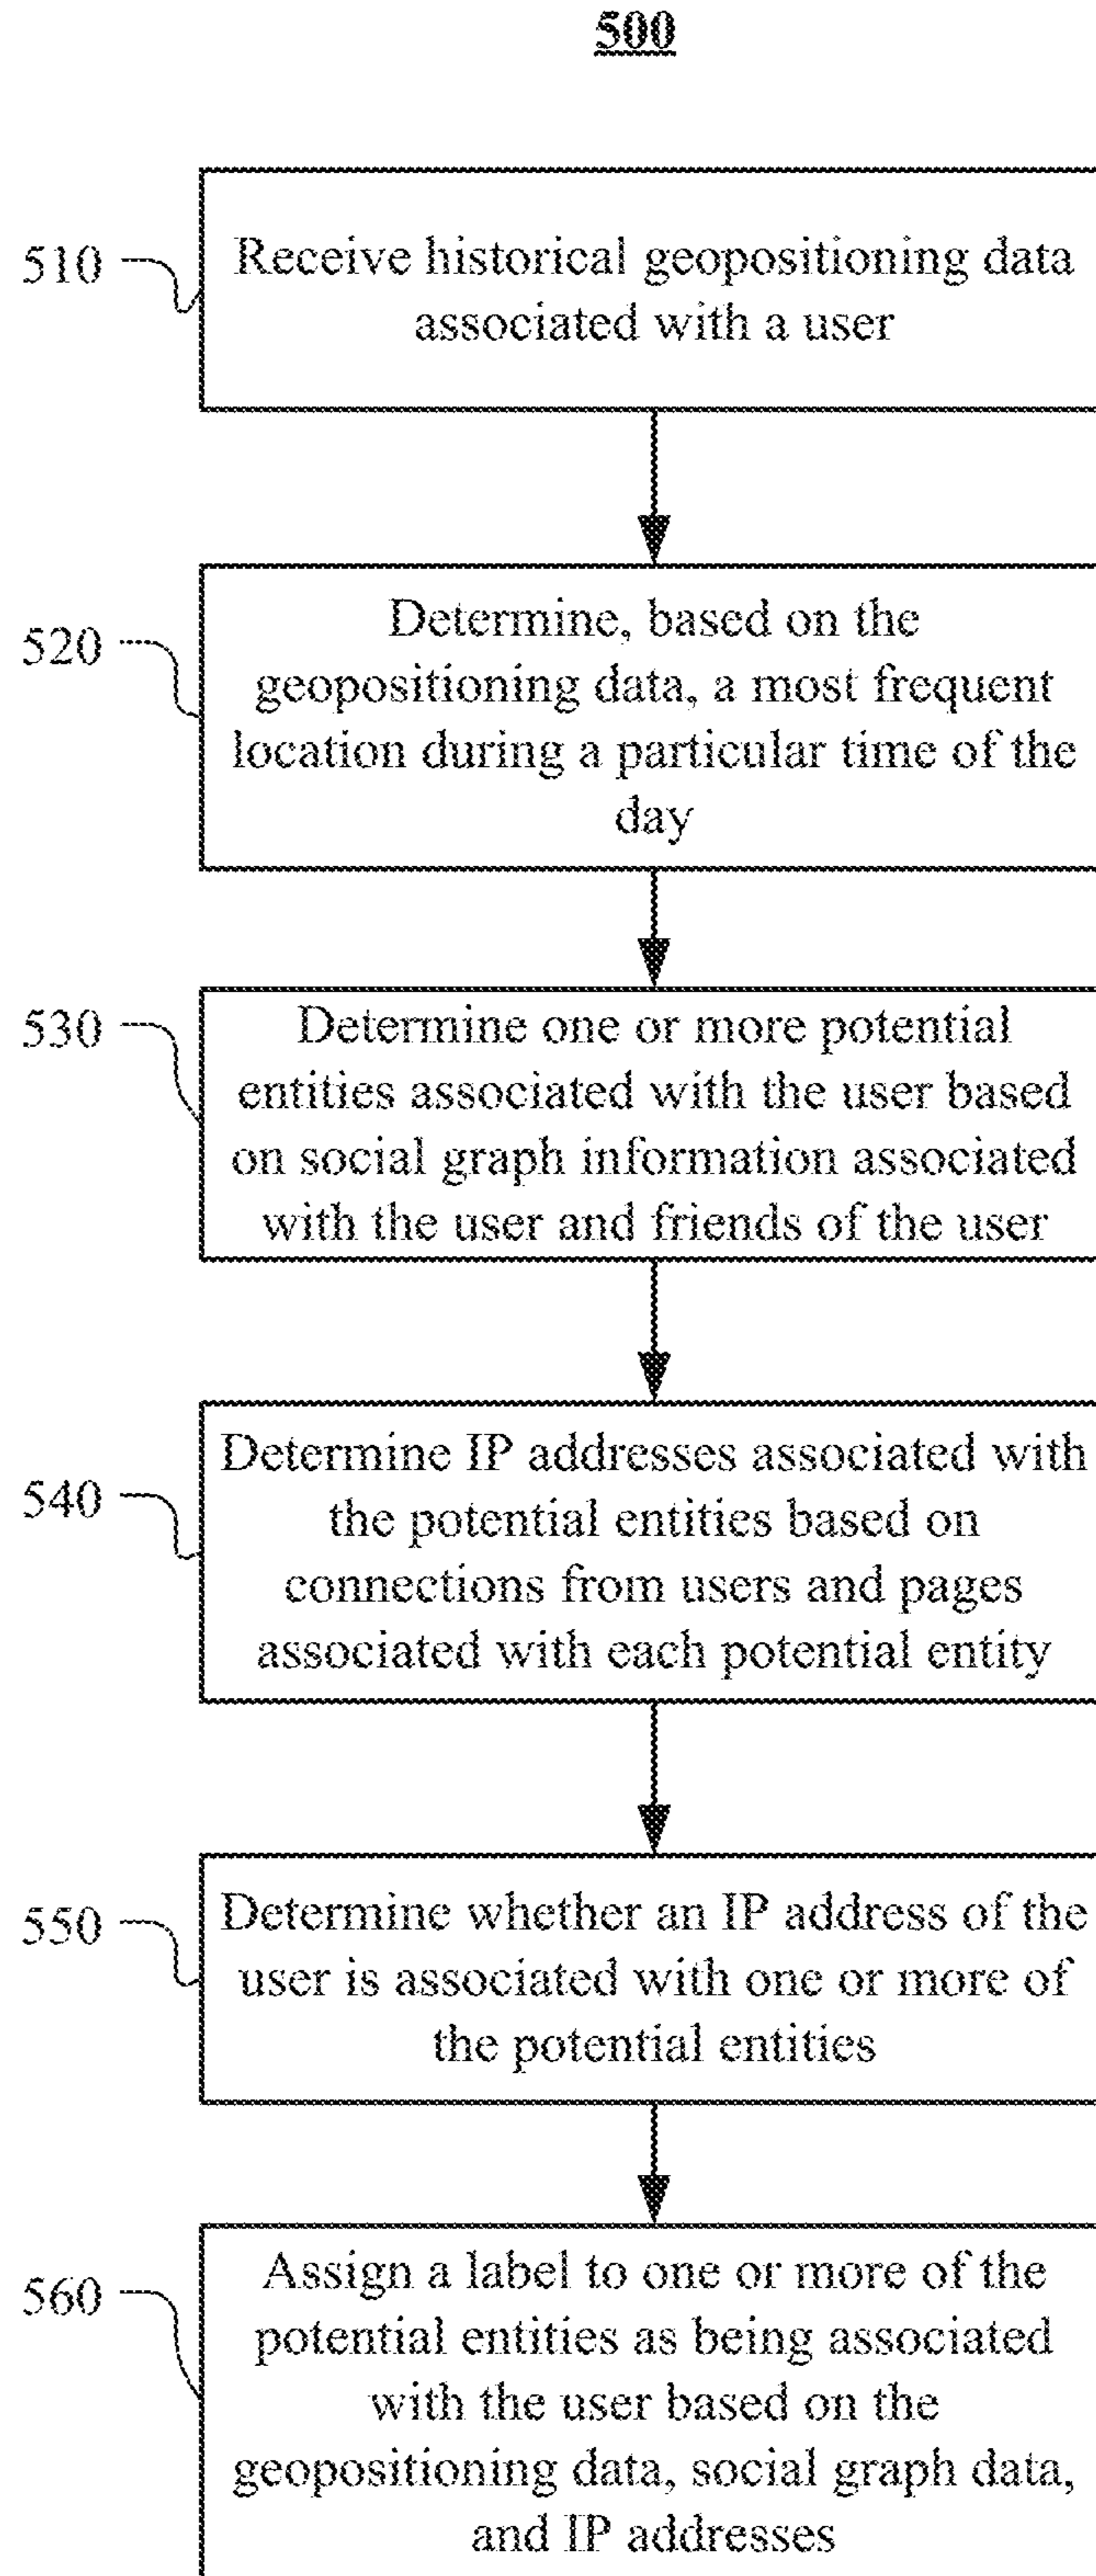 500
510
Receive historical geopositioning data
associated with a user
520
Determine, based on the
geopositioning data, a most frequent
location during a particular time of the
day
530
Determine one or more potential
entities associated with the user based
on social graph information associated
with the user and friends of the user
540
Determine IP addresses associated with
the potential entities based on
connections from users and pages
associated with each potential entity
550
Determine whether an IP address of the
user is associated with one or more of
the potential entities
560
Assign a label to one or more of the
potential entities as being associated
with the user based on the
geopositioning data, social graph data,
and IP addresses